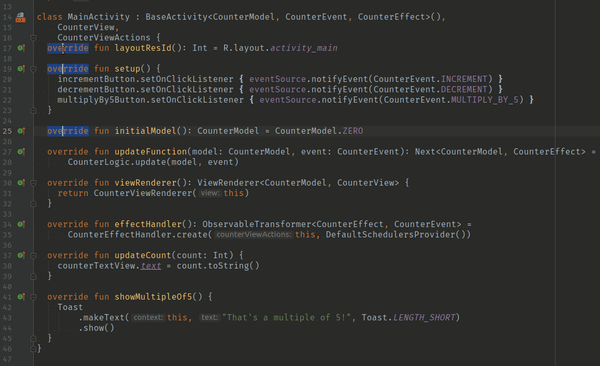 13
14 class MainActivity : BaseActivity<CounterModel, CounterEvent, CounterEffect>(),
15 CounterView,
16 CounterViewActions {
17 override fun layoutResId(): Int = R.layout.activity_main
18
19 override fun setup() {
20 incrementButton.setOnClickListener { eventSource.notifyEvent(CounterEvent.INCREMENT) }
21 decrementButton.setOnClickListener { eventSource.notifyEvent(CounterEvent.DECREMENT) }
22 multiplyBy5Button.setOnClickListener { eventSource.notifyEvent(CounterEvent.MULTIPLY_BY_5) }
23 }
24
25 override fun initialModel(): CounterModel = CounterModel.ZERO
26
27 override fun updateFunction(model: CounterModel, event: CounterEvent): Next<CounterModel, CounterEffect> =
28 CounterLogic.update(model, event)
29
30 override fun viewRenderer(): ViewRenderer<CounterModel, CounterView> {
31 return CounterViewRenderer( view: this)
32 }
33
34 override fun effectHandler(): ObservableTransformer<CounterEffect, CounterEvent> =
35 CounterEffectHandler.create( counterViewActions: this, DefaultSchedulersProvider())
36
37 override fun updateCount(count: Int) {
38 counterTextView.text = count.toString()
39 }
40
41 override fun showMultipleOf5() {
42 Toast
43 .makeText( context: this, text: "That's a multiple of 5!", Toast.LENGTH_SHORT)
44 .show()
45 }
46 }
47